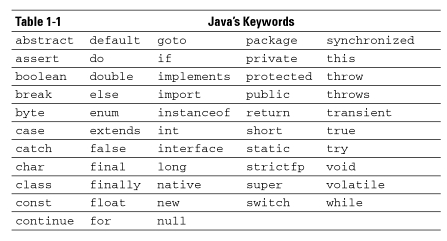 Table 1-1 Java's Keywords
abstract default goto package synchronized
assert do if private this
boolean double implements protected throw
break else import public throws
byte enum instanceof return transient
case extends int short true
catch false interface static try
char final long strictfp void
class finally native super volatile
const float new switch while
continue for null